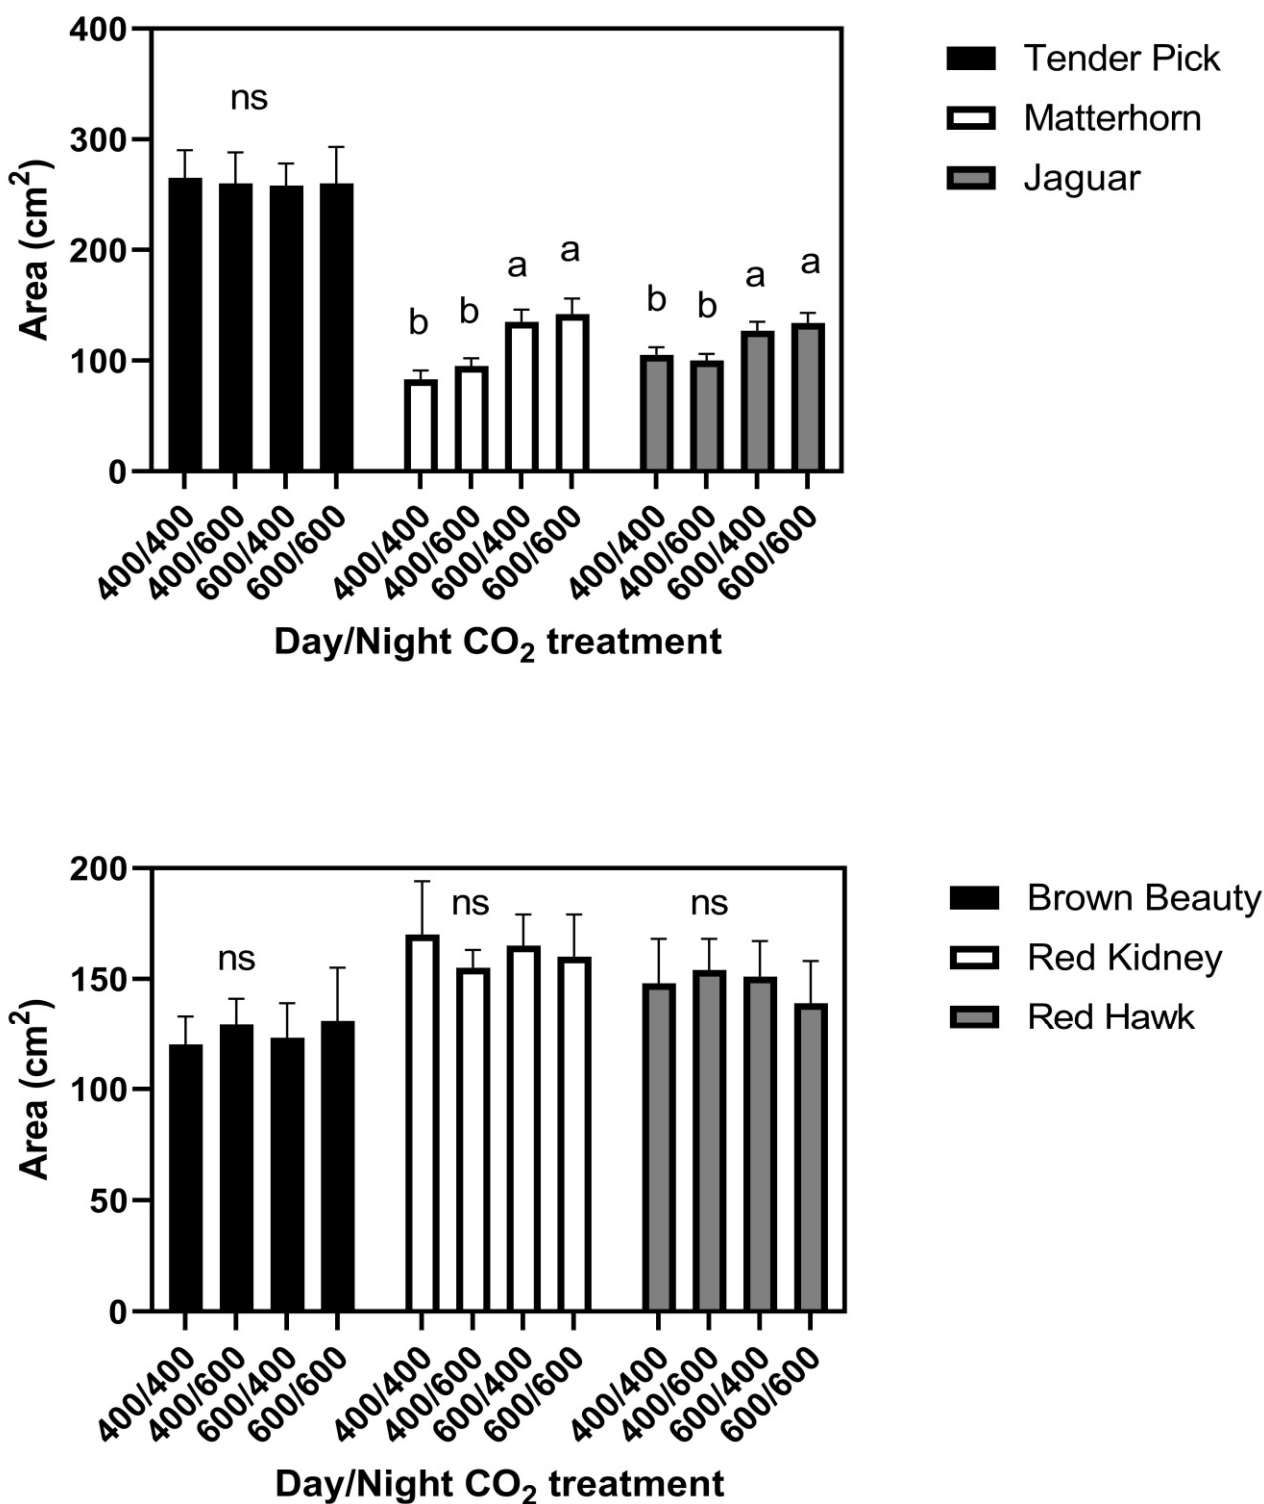 400
300
200
100
0
Area (cm²)
ns
b
b
a
a
b
b
a
a
400/400
400/600
600/400
600/600
400/400
400/600
600/400
600/600
400/400
400/600
600/400
600/600
Day/Night CO₂ treatment
Tender Pick
Matterhorn
Jaguar
200
150
100
50
0
Area (cm²)
ns
ns
ns
400/400
400/600
600/400
600/600
400/400
400/600
600/400
600/600
400/400
400/600
600/400
600/600
Day/Night CO₂ treatment
Brown Beauty
Red Kidney
Red Hawk